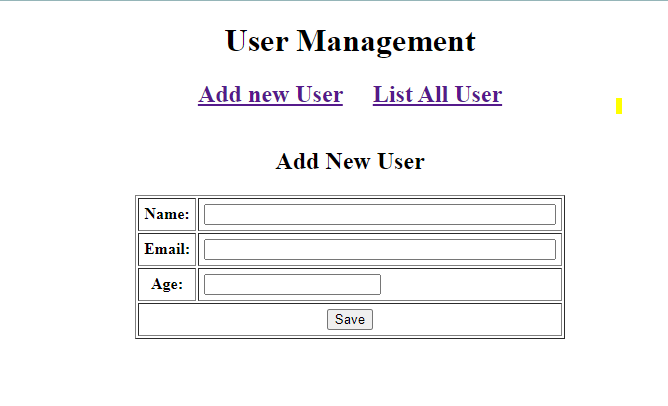 User Management
Add new User List All User
Add New User
Name:
Email:
Age:
Save